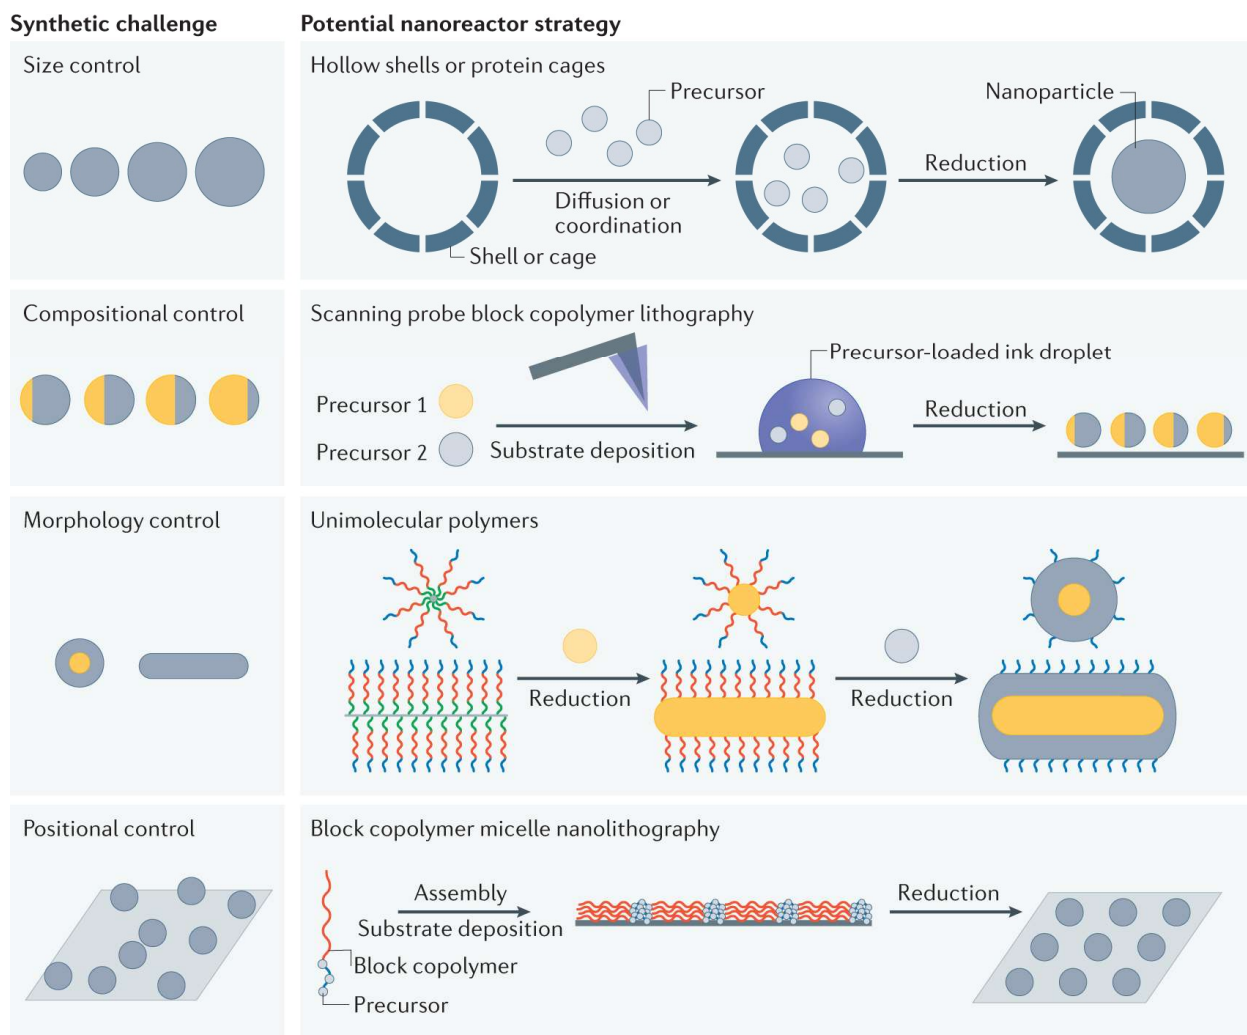 Synthetic challenge
Potential nanoreactor strategy
Size control
Hollow shells or protein cages
Precursor
Nanoparticle
Reduction
Diffusion or
coordination
Shell or cage
Compositional control
Scanning probe block copolymer lithography
Precursor-loaded ink droplet
Precursor 1
Reduction
Precursor 2
Substrate deposition
Morphology control
Unimolecular polymers
Reduction
Reduction
Positional control
Block copolymer micelle nanolithography
Assembly
Reduction
Substrate deposition
Block copolymer
Precursor